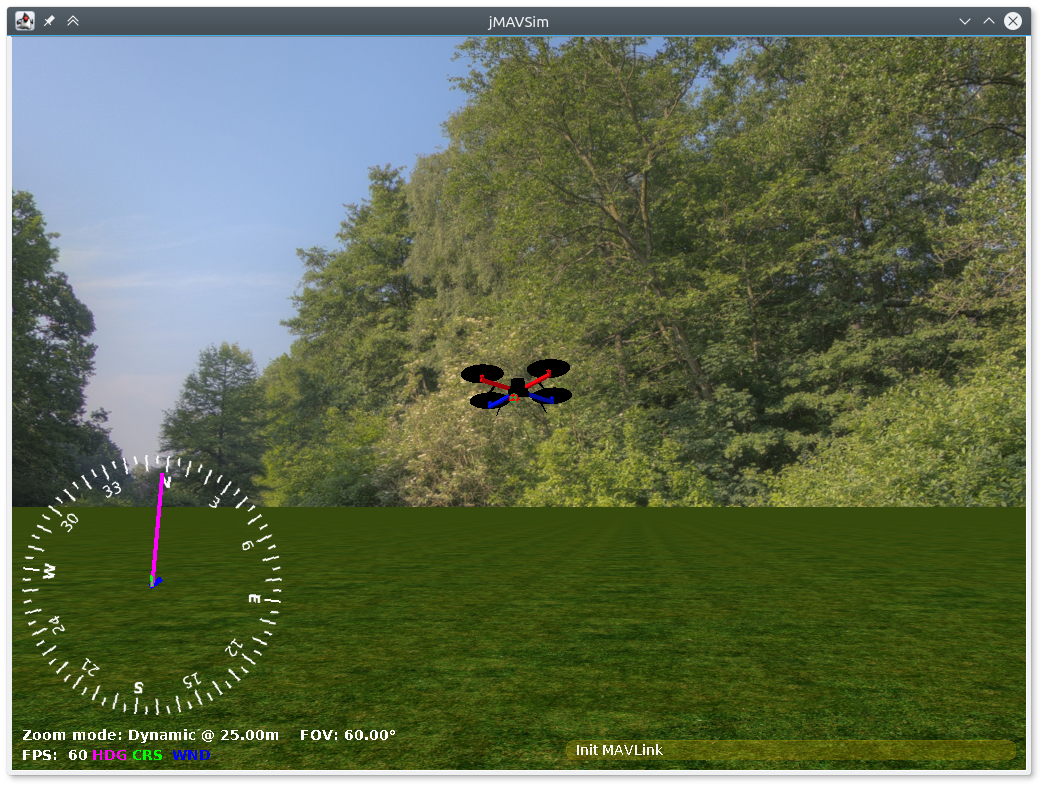 jMAVSim
33
N
3
30
6
W
E
24
12
21
15
S
Zoom mode: Dynamic @ 25.00m FOV: 60.00°
FPS: 60 HDG CRS WND
Init MAVLink